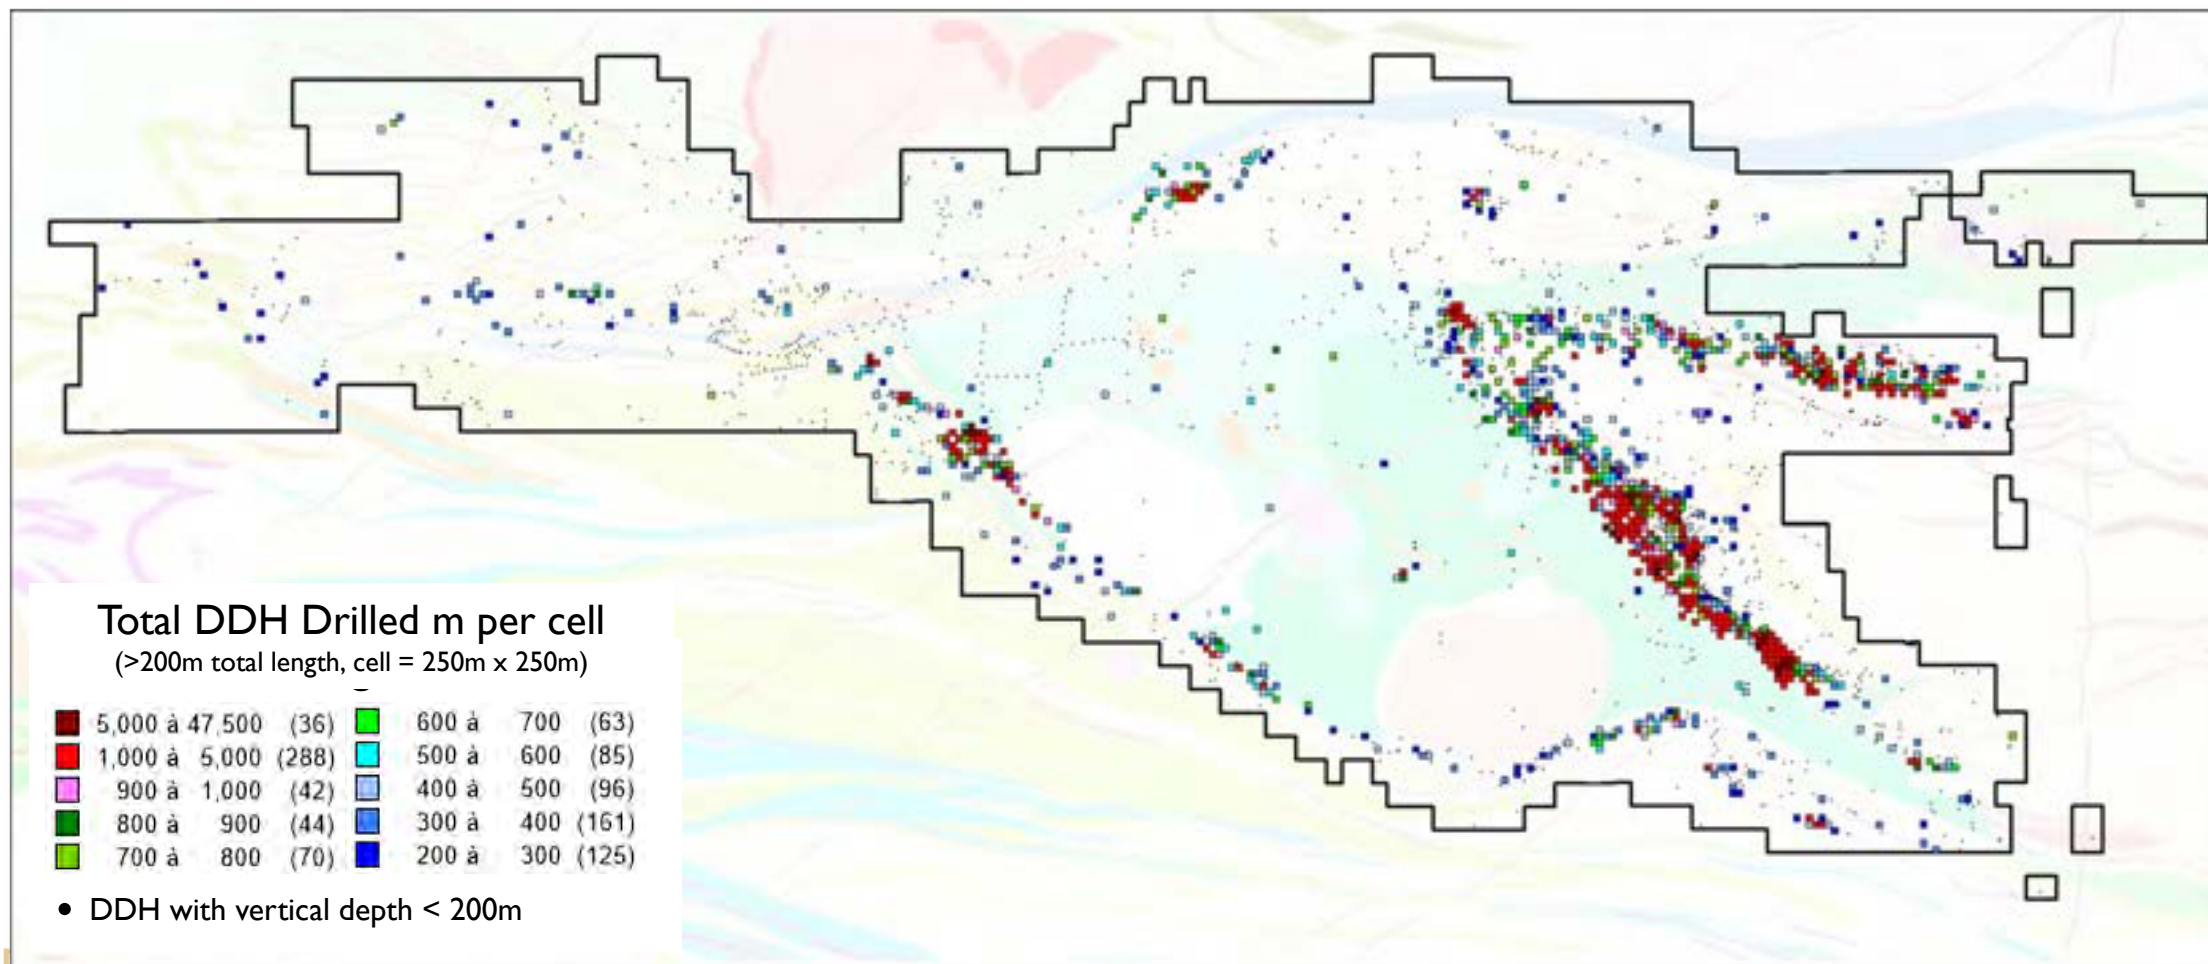 Total DDH Drilled m per cell
(>200m total length, cell = 250m x 250m)
5,000 à 47,500 (36)
1,000 à 5,000 (288)
900 à 1,000 (42)
800 à 900 (44)
700 à 800 (70)
600 à 700 (63)
500 à 600 (85)
400 à 500 (96)
300 à 400 (161)
200 à 300 (125)
• DDH with vertical depth < 200m